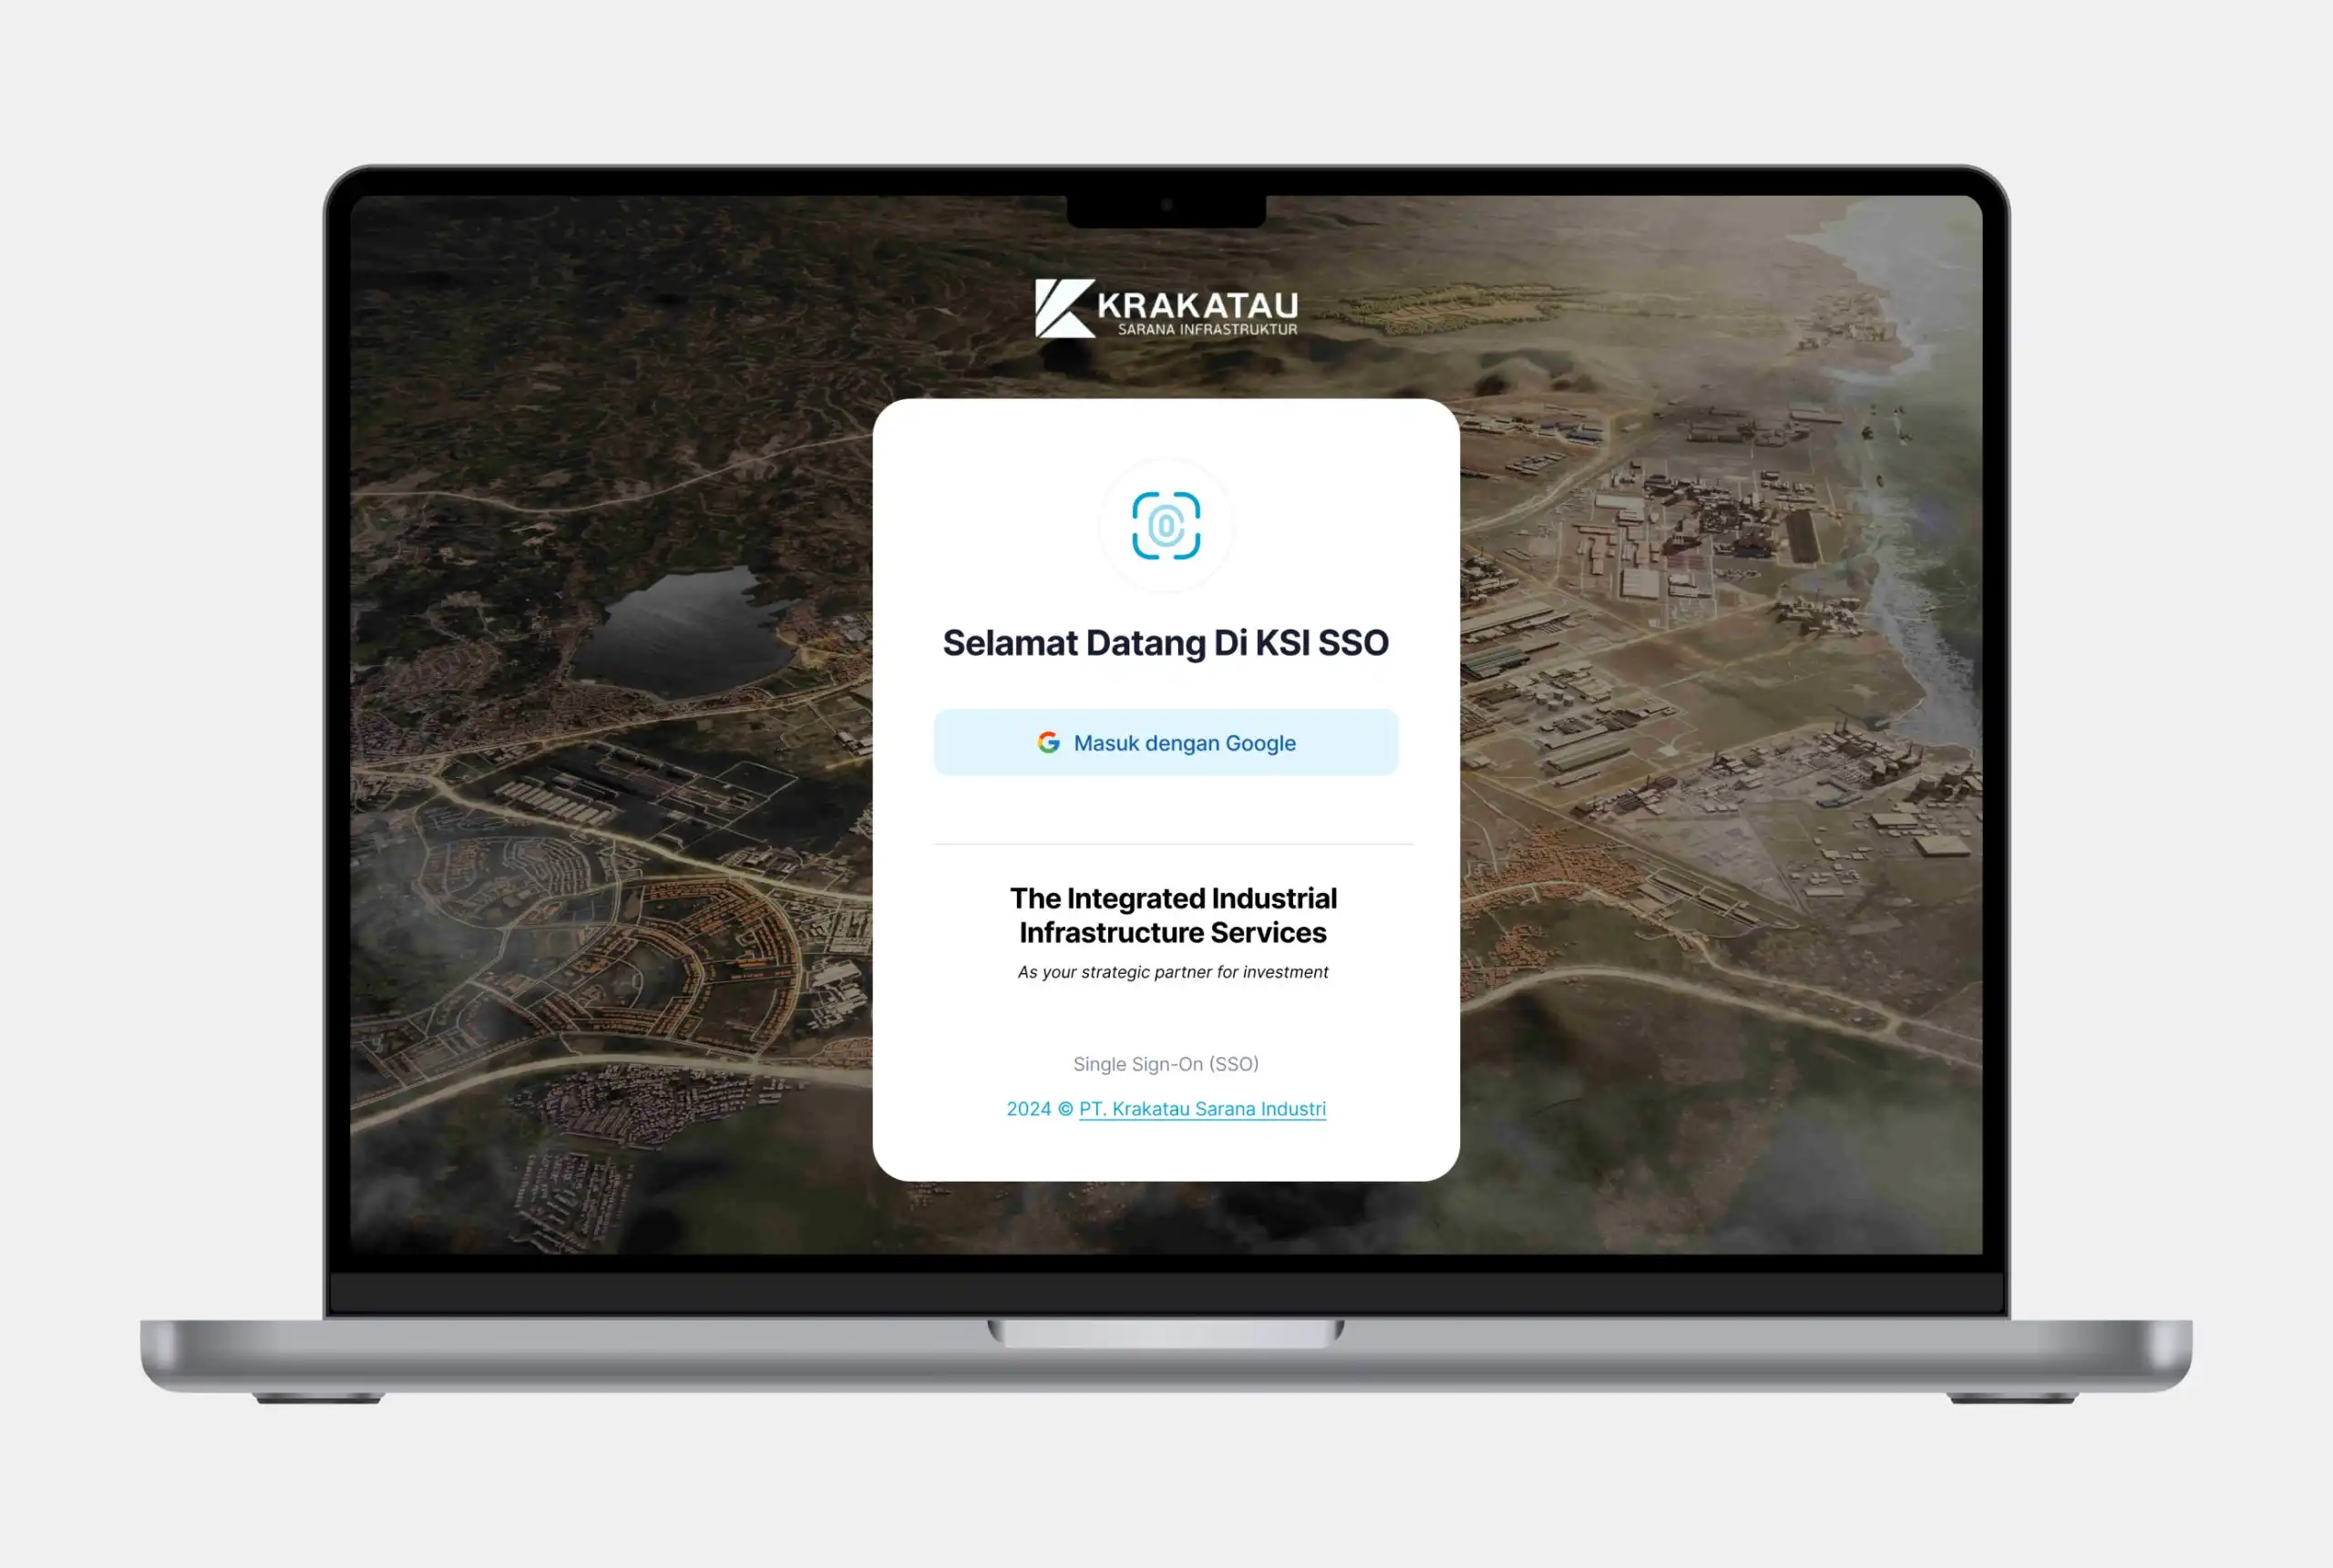 KRAKATAU
SARANA INFRASTRUKTUR
Selamat Datang Di KSI SSO
Masuk dengan Google
The Integrated Industrial
Infrastructure Services
As your strategic partner for investment
Single Sign-On (SSO)
2024 © PT. Krakatau Sarana Industri